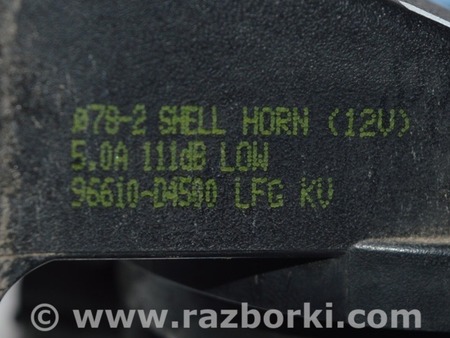 ø78-2 SHELL HORN (12V)
5.0A 111dB LOW
96610-D4500 LFG KV
© www.razborki.com